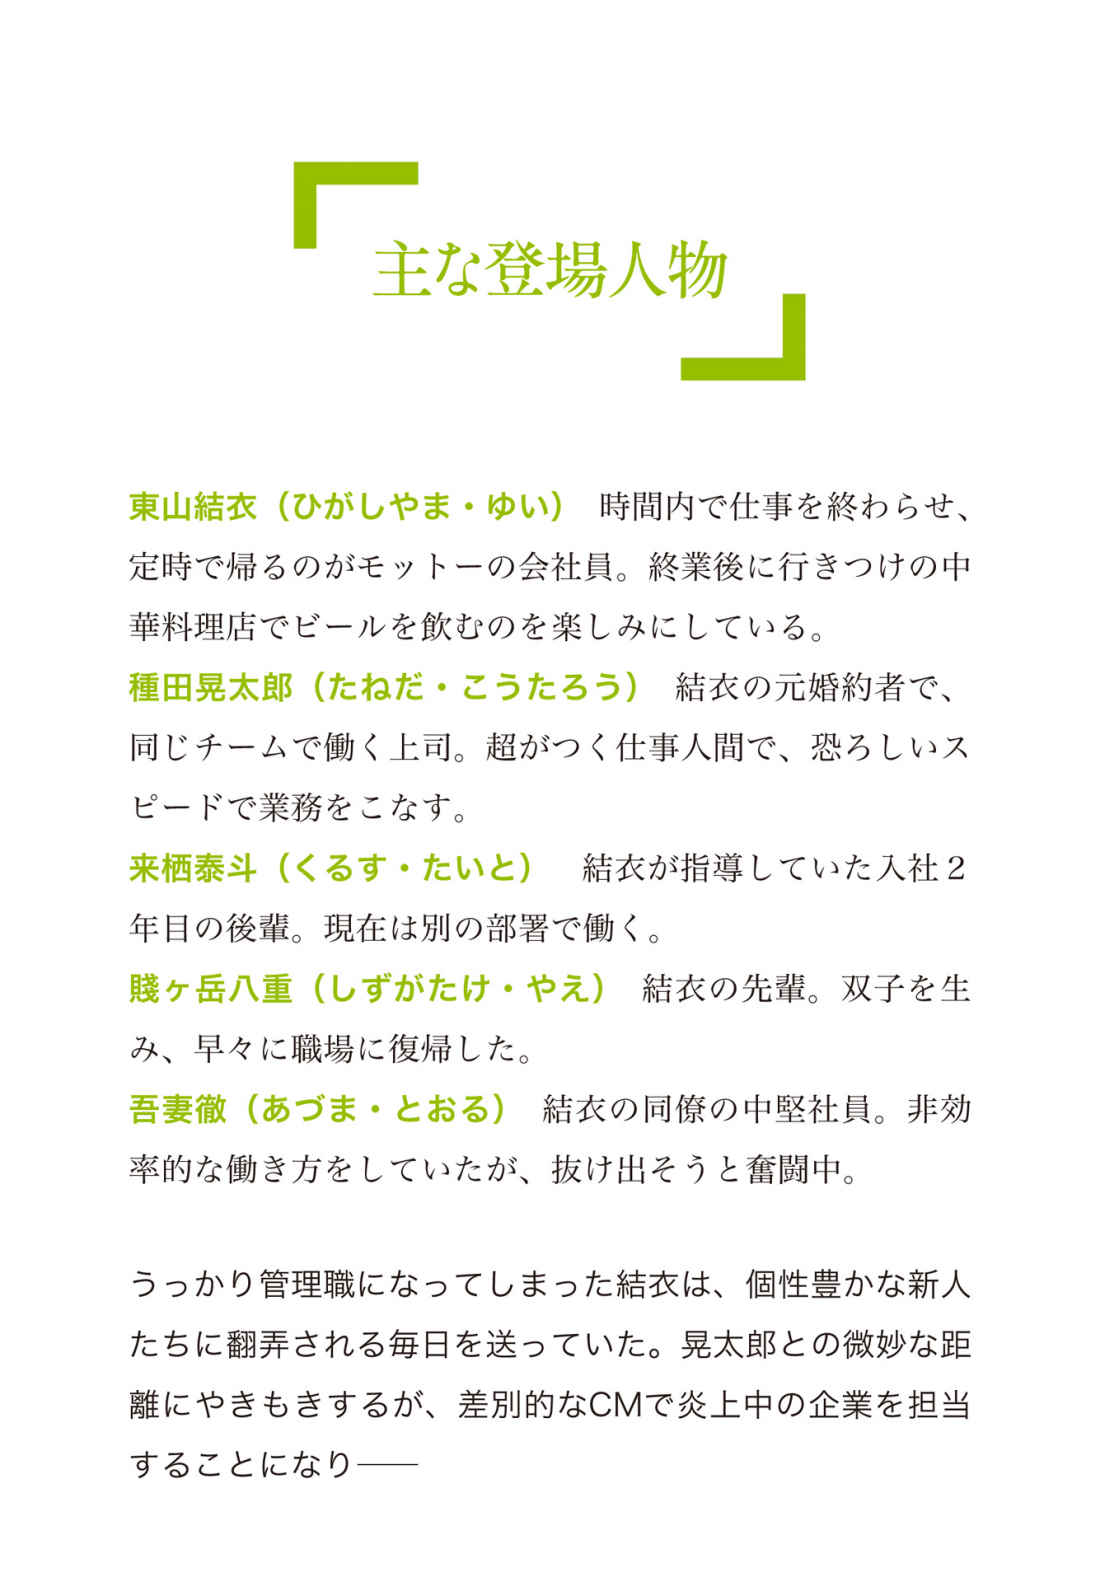 主な登場人物
東山結衣（ひがしやま・ゆい）　時間内で仕事を終わらせ、
定時で帰るのがモットーの会社員。終業後に行きつけの中
華料理店でビールを飲むのを楽しみにしている。
種田晃太郎（たねだ・こうたろう）　結衣の元婚約者で、
同じチームで働く上司。超がつく仕事人間で、恐ろしいス
ピードで業務をこなす。
来栖泰斗（くるす・たいと）　結衣が指導していた入社２
年目の後輩。現在は別の部署で働く。
賤ヶ岳八重（しずがたけ・やえ）　結衣の先輩。双子を生
み、早々に職場に復帰した。
吾妻徹（あづま・とおる）　結衣の同僚の中堅社員。非効
率的な働き方をしていたが、抜け出そうと奮闘中。
うっかり管理職になってしまった結衣は、個性豊かな新人
たちに翻弄される毎日を送っていた。晃太郎との微妙な距
離にやきもきするが、差別的なCMで炎上中の企業を担当
することになり――